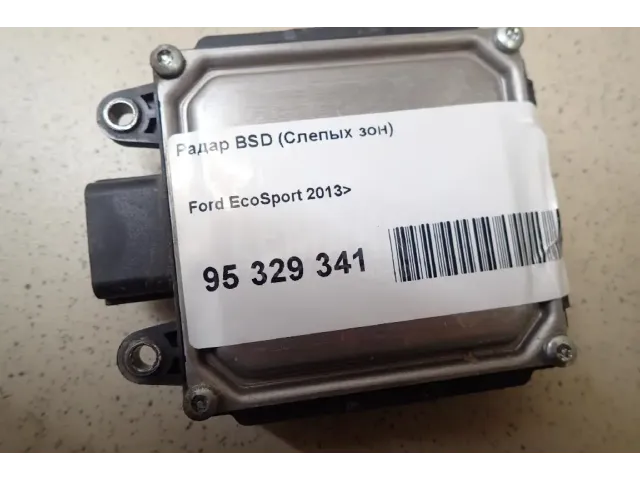 Радар BSD (Слепых зон)
Ford EcoSport 2013>
95 329 341